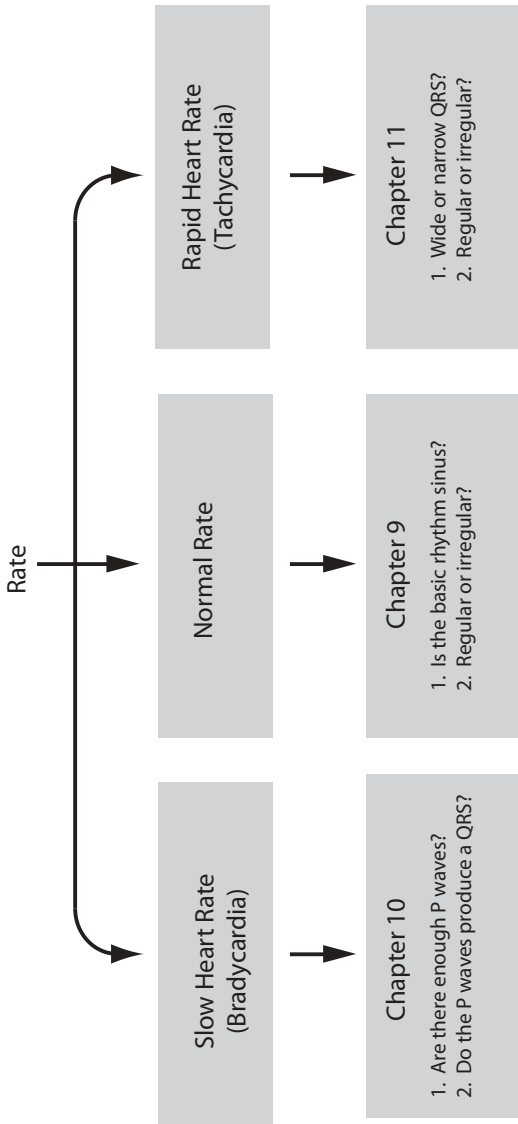 Rate
Slow Heart Rate
(Bradycardia)
Normal Rate
Rapid Heart Rate
(Tachycardia)
Chapter 10
1. Are there enough P waves?
2. Do the P waves produce a QRS?
Chapter 9
1. Is the basic rhythm sinus?
2. Regular or irregular?
Chapter 11
1. Wide or narrow QRS?
2. Regular or irregular?